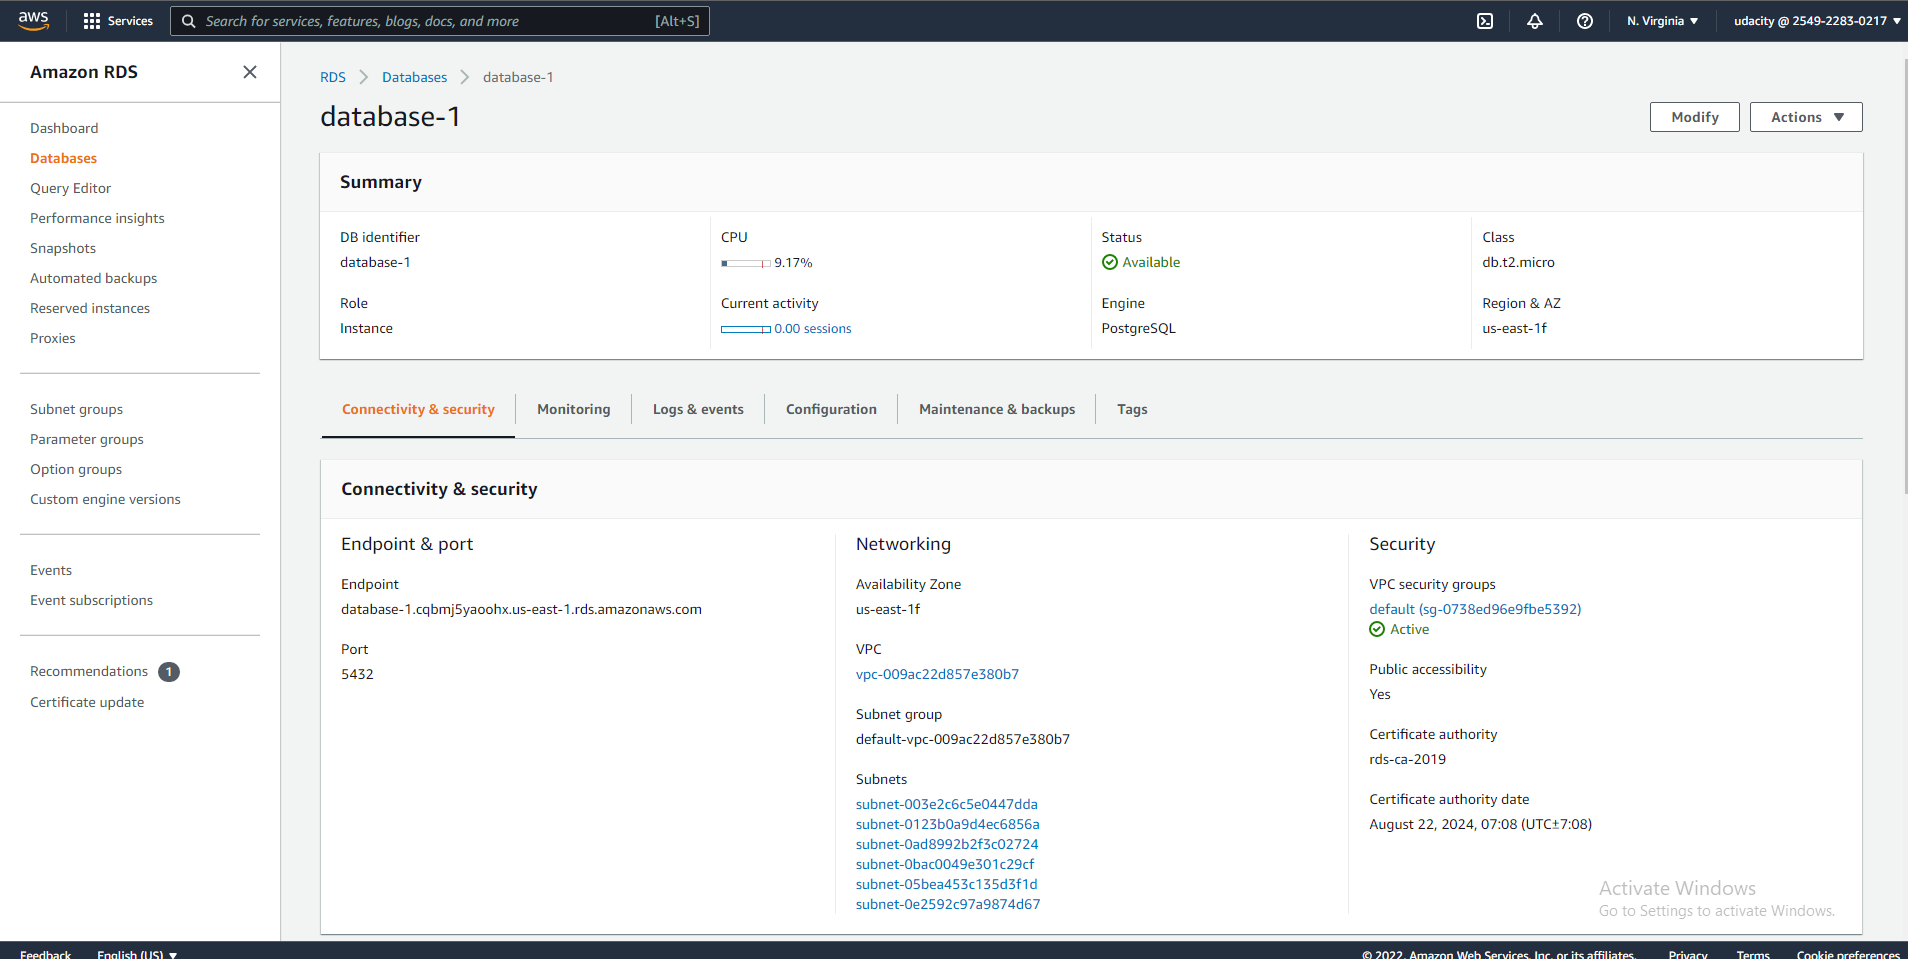 aws
Services
Search for services, features, blogs, docs, and more [Alt+S]
N. Virginia ▼
udacity @ 2549-2283-0217 ▼
Amazon RDS
Dashboard
Databases
Query Editor
Performance insights
Snapshots
Automated backups
Reserved instances
Proxies
Subnet groups
Parameter groups
Option groups
Custom engine versions
Events
Event subscriptions
Recommendations 1
Certificate update
RDS > Databases > database-1
database-1
Modify
Actions ▼
Summary
DB identifier
database-1
CPU
9.17%
Status
Available
Class
db.t2.micro
Role
Instance
Current activity
0.00 sessions
Engine
PostgreSQL
Region & AZ
us-east-1f
Connectivity & security
Monitoring
Logs & events
Configuration
Maintenance & backups
Tags
Connectivity & security
Endpoint & port
Endpoint
database-1.cqbmj5yaoohx.us-east-1.rds.amazonaws.com
Port
5432
Networking
Availability Zone
us-east-1f
VPC
vpc-009ac22d857e380b7
Subnet group
default-vpc-009ac22d857e380b7
Subnets
subnet-003e2c6c5e0447dda
subnet-0123b0a9d4ec6856a
subnet-0ad8992b2f3c02724
subnet-0bac0049e301c29cf
subnet-05bea453c135d3f1d
subnet-0e2592c97a9874d67
Security
VPC security groups
default (sg-0738ed96e9fbe5392)
Active
Public accessibility
Yes
Certificate authority
rds-ca-2019
Certificate authority date
August 22, 2024, 07:08 (UTC±7:08)
Activate Windows
Go to Settings to activate Windows.
Feedback
English (US) ▼
© 2022, Amazon Web Services, Inc. or its affiliates.
Privacy
Terms
Cookie preferences